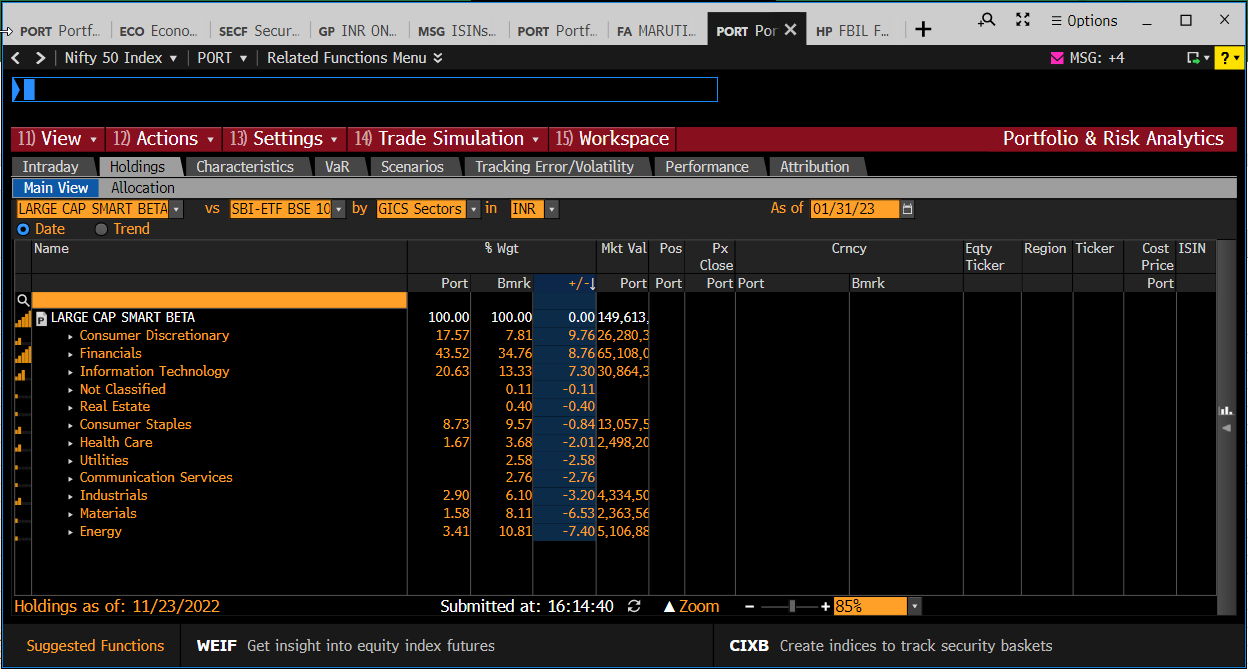 PORT Portf... ECO Econo... SECF Secur... GP INR ON... MSG ISINs... PORT Portf... FA MARUTI... PORT Por HP FBIL F... Options
Nifty 50 Index PORT Related Functions Menu MSG: +4 ?
11) View 12) Actions 13) Settings 14) Trade Simulation 15) Workspace Portfolio & Risk Analytics
Intraday Holdings Characteristics VaR Scenarios Tracking Error/Volatility Performance Attribution
Main View Allocation
LARGE CAP SMART BETA vs SBI-ETF BSE 10 by GICS Sectors in INR As of 01/31/23
Date Trend
Name % Wgt Mkt Val Pos Px Close Crncy Eqty Ticker Region Ticker Cost Price ISIN
Port Bmrk +/-↓ Port Port Port Port Bmrk Port
LARGE CAP SMART BETA 100.00 100.00 0.00 149,613,
Consumer Discretionary 17.57 7.81 9.76 26,280,3
Financials 43.52 34.76 8.76 65,108,0
Information Technology 20.63 13.33 7.30 30,864,3
Not Classified 0.11 -0.11
Real Estate 0.40 -0.40
Consumer Staples 8.73 9.57 -0.84 13,057,5
Health Care 1.67 3.68 -2.01 2,498,20
Utilities 2.58 -2.58
Communication Services 2.76 -2.76
Industrials 2.90 6.10 -3.20 4,334,50
Materials 1.58 8.11 -6.53 2,363,56
Energy 3.41 10.81 -7.40 5,106,88
Holdings as of: 11/23/2022 Submitted at: 16:14:40 Zoom - + 85%
Suggested Functions WEIF Get insight into equity index futures CIXB Create indices to track security baskets